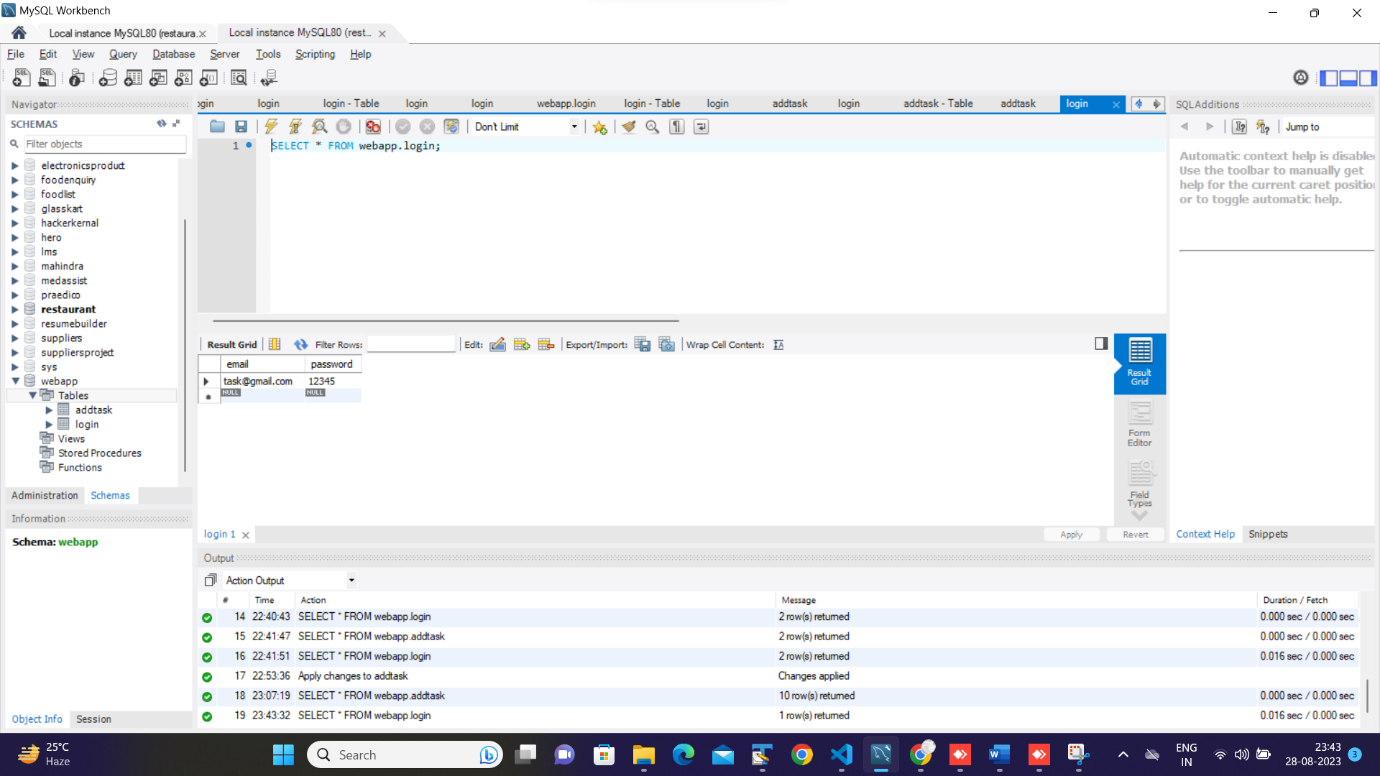 MySQL Workbench
Local instance MySQL80 (restaura. ×
Local instance MySQL80 (rest... ×
File Edit View Query Database Server Tools Scripting Help
Navigator
ogin login login - Table login login webapp.login login - Table login addtask login addtask - Table addtask login ×
SQLAdditions
SCHEMAS
Filter objects
Don't Limit
Jump to
1 SELECT * FROM webapp.login;
Automatic context help is disable
Use the toolbar to manually get
help for the current caret positio
or to toggle automatic help.
electronicsproduct
foodenquiry
foodlist
glasskart
hackerkernal
hero
lms
mahindra
medassist
praedico
restaurant
resumebuilder
suppliers
suppliersproject
sys
webapp
Tables
addtask
login
Views
Stored Procedures
Functions
Administration Schemas
Information
Schema: webapp
Object Info Session
Result Grid Filter Rows: Edit: Export/Import: Wrap Cell Content: IA
email password
task@gmail.com 12345
NULL NULL
Result
Grid
Form
Editor
Field
Types
login 1 ×
Apply Revert
Context Help Snippets
Output
Action Output
# Time Action Message Duration / Fetch
14 22:40:43 SELECT * FROM webapp.login 2 row(s) returned 0.000 sec / 0.000 sec
15 22:41:47 SELECT * FROM webapp.addtask 2 row(s) returned 0.000 sec / 0.000 sec
16 22:41:51 SELECT * FROM webapp.login 2 row(s) returned 0.016 sec / 0.000 sec
17 22:53:36 Apply changes to addtask Changes applied
18 23:07:19 SELECT * FROM webapp.addtask 10 row(s) returned 0.000 sec / 0.000 sec
19 23:43:32 SELECT * FROM webapp.login 1 row(s) returned 0.016 sec / 0.000 sec
25°C
Haze
Search
ENG
IN
23:43
28-08-2023
3